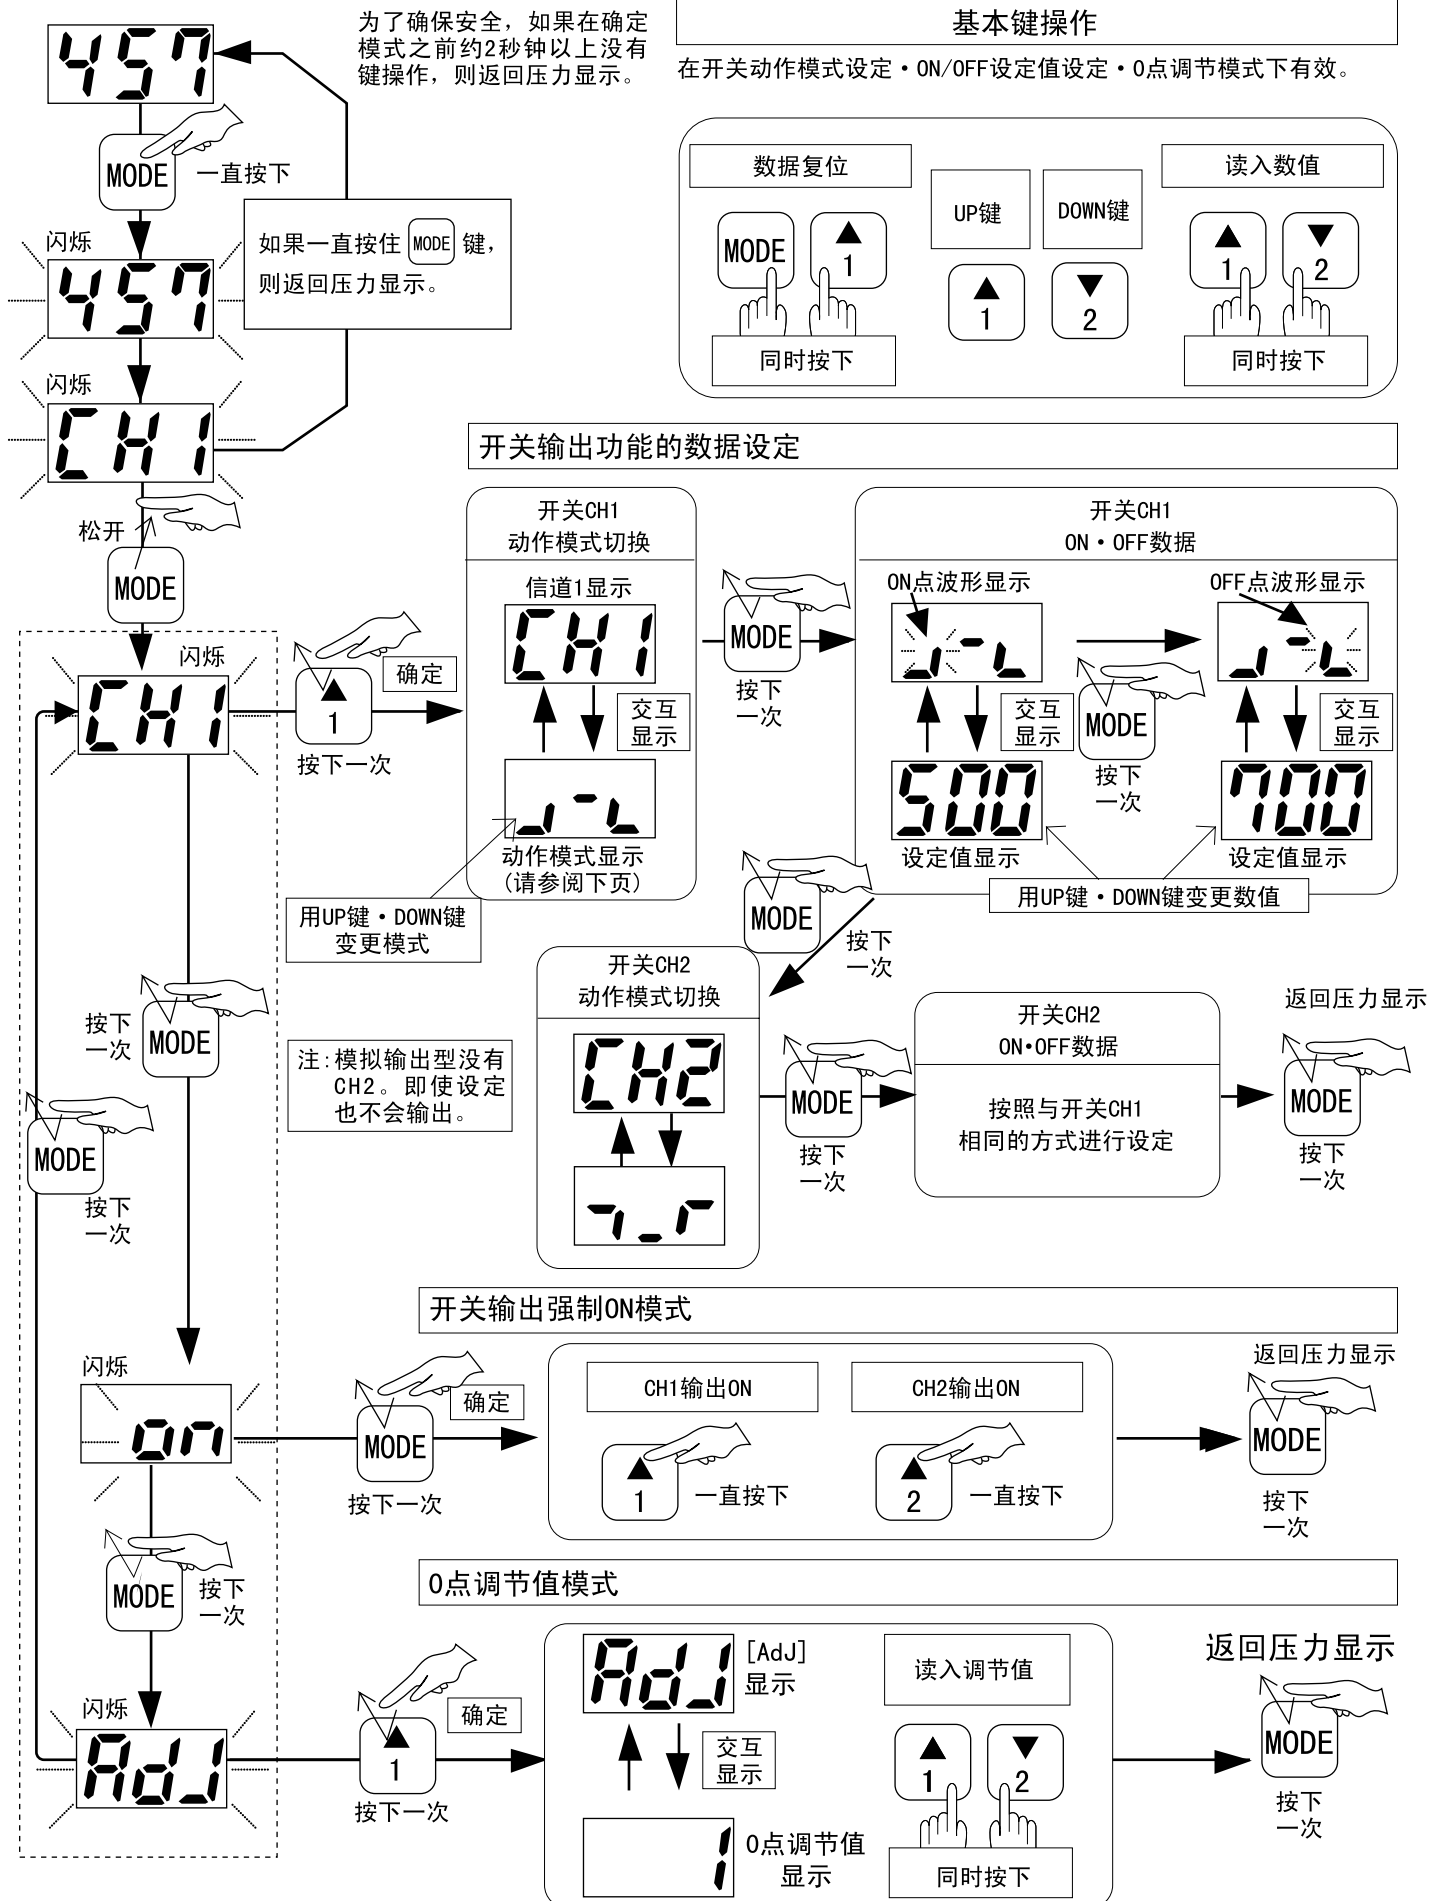 为了确保安全，如果在确定
模式之前约2秒钟以上没有
键操作，则返回压力显示。
基本键操作
在开关动作模式设定・ON/OFF设定值设定・0点调节模式下有效。
457
MODE
一直按下
闪烁
457
如果一直按住 MODE 键，
则返回压力显示。
闪烁
CH1
松开
MODE
数据复位
MODE
▲
1
同时按下
UP键
DOWN键
▲
1
▼
2
读入数值
▲
1
▼
2
同时按下
开关输出功能的数据设定
闪烁
CH1
▲
1
确定
按下一次
开关CH1
动作模式切换
信道1显示
CH1
交互
显示
动作模式显示
(请参阅下页)
用UP键・DOWN键
变更模式
MODE
按下
一次
开关CH1
ON・OFF数据
ON点波形显示
OFF点波形显示
交互
显示
MODE
按下
一次
交互
显示
500
700
设定值显示
设定值显示
用UP键・DOWN键变更数值
MODE
按下
一次
开关CH2
动作模式切换
CH2
MODE
按下
一次
开关CH2
ON•OFF数据
按照与开关CH1
相同的方式进行设定
返回压力显示
MODE
按下
一次
注:模拟输出型没有
CH2。即使设定
也不会输出。
按下
一次
MODE
MODE
按下
一次
开关输出强制ON模式
闪烁
on
MODE
确定
按下一次
CH1输出ON
▲
1
一直按下
CH2输出ON
▲
2
一直按下
返回压力显示
MODE
按下
一次
MODE
按下
一次
0点调节值模式
闪烁
AdJ
▲
1
确定
按下一次
AdJ
[AdJ]
显示
交互
显示
1
0点调节值
显示
读入调节值
▲
1
▼
2
同时按下
返回压力显示
MODE
按下
一次